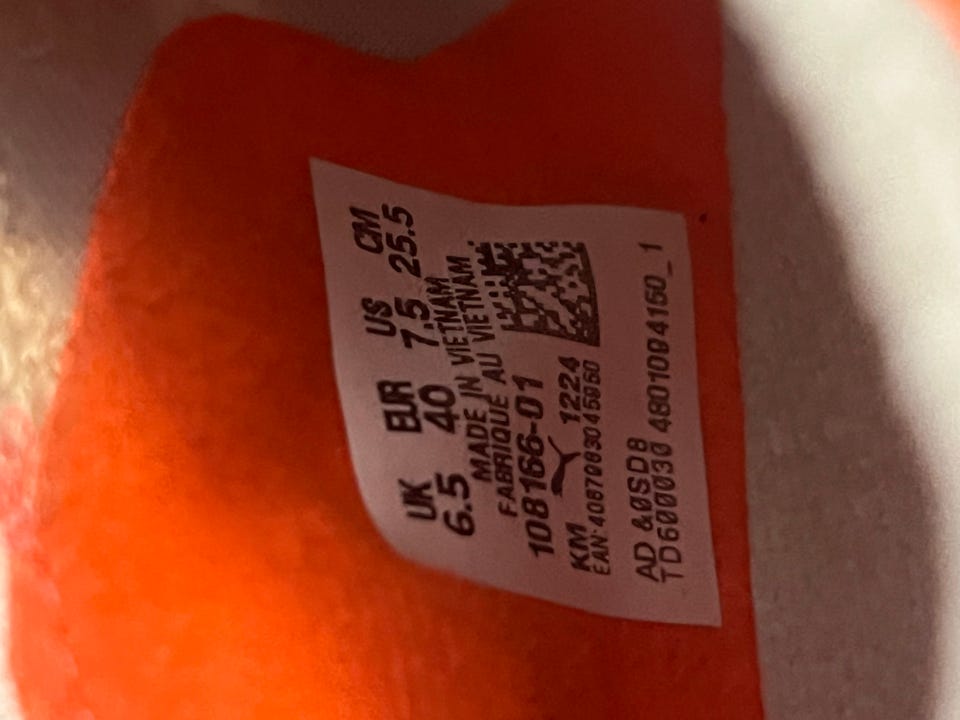 UK EUR US CM
6.5 40 7.5 25.5
MADE IN VIETNAM
FABRIQUE AU VIETNAM
108166-01
KM 1224
AD &0SD8
TD600030 4801094160_1